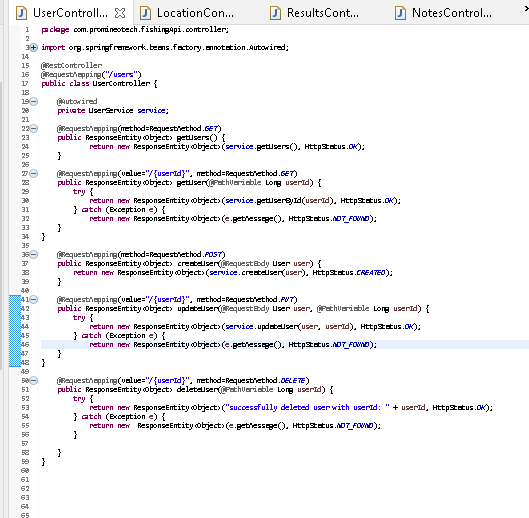 UserControll... LocationCon... ResultsCont... NotesControl...
1 package com.promineotech.fishingApi.controller;
2
3 import org.springframework.beans.factory.annotation.Autowired;
14
15 @RestController
16 @RequestMapping("/users")
17 public class UserController {
18
19 @Autowired
20 private UserService service;
21
22 @RequestMapping(method=RequestMethod.GET)
23 public ResponseEntity<Object> getUsers() {
24 return new ResponseEntity<Object>(service.getUsers(), HttpStatus.OK);
25 }
26
27 @RequestMapping(value="/{userId}", method=RequestMethod.GET)
28 public ResponseEntity<Object> getUser(@PathVariable Long userId) {
29 try {
30 return new ResponseEntity<Object>(service.getUserById(userId), HttpStatus.OK);
31 } catch (Exception e) {
32 return new ResponseEntity<Object>(e.getMessage(), HttpStatus.NOT_FOUND);
33 }
34 }
35
36 @RequestMapping(method=RequestMethod.POST)
37 public ResponseEntity<Object> createUser(@RequestBody User user) {
38 return new ResponseEntity<Object>(service.createUser(user), HttpStatus.CREATED);
39 }
40
41 @RequestMapping(value="/{userId}", method=RequestMethod.PUT)
42 public ResponseEntity<Object> updateUser(@RequestBody User user, @PathVariable Long userId) {
43 try {
44 return new ResponseEntity<Object>(service.updateUser(user, userId), HttpStatus.OK);
45 } catch (Exception e) {
46 return new ResponseEntity<Object>(e.getMessage(), HttpStatus.NOT_FOUND);
47 }
48 }
49
50 @RequestMapping(value="/{userId}", method=RequestMethod.DELETE)
51 public ResponseEntity<Object> deleteUser(@PathVariable Long userId) {
52 try {
53 return new ResponseEntity<Object>("successfully deleted user with userId: " + userId, HttpStatus.OK);
54 } catch (Exception e) {
55 return new ResponseEntity<Object>(e.getMessage(), HttpStatus.NOT_FOUND);
56 }
57
58 }
59 }
60
61
62
63
64
65